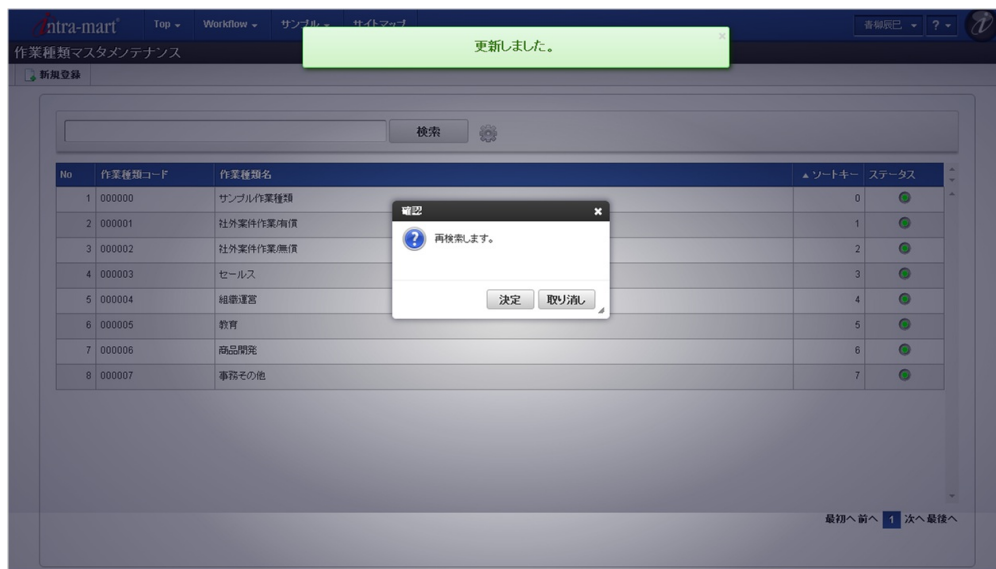 intra-mart
Top
Workflow
サンプル
サイトマップ
青柳辰巳
?
更新しました。
×
作業種類マスタメンテナンス
新規登録
検索
No 作業種類コード 作業種類名 ▲ ソートキー ステータス
1 000000 サンプル作業種類 0
2 000001 社外案件作業/有償 1
3 000002 社外案件作業/無償 2
4 000003 セールス 3
5 000004 組織運営 4
6 000005 教育 5
7 000006 商品開発 6
8 000007 事務その他 7
確認
再検索します。
決定 取り消し
最初へ 前へ 1 次へ 最後へ